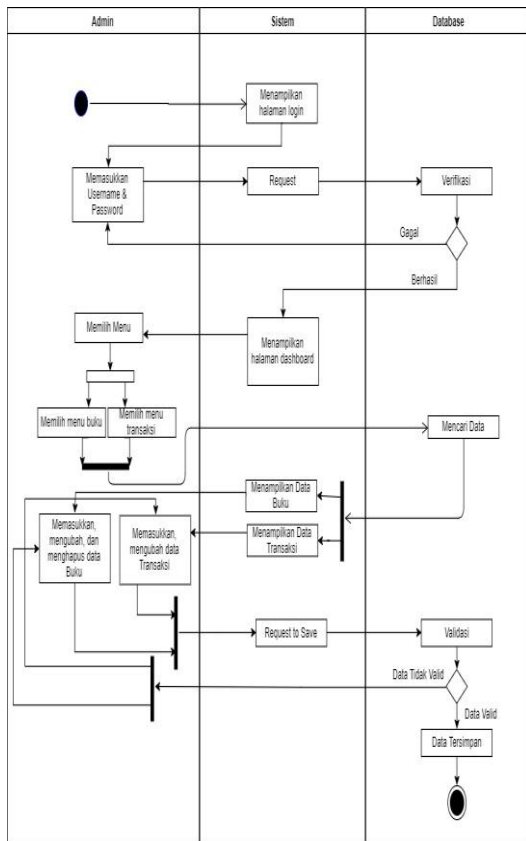 Admin
Sistem
Database
Menampilkan
halaman login
Memasukkan
Username &
Password
Request
Verifikasi
Gagal
Berhasil
Memilih Menu
Menampilkan
halaman dashboard
Memilih menu buku
Memilih menu
transaksi
Mencari Data
Menampilkan Data
Buku
Menampilkan Data
Transaksi
Memasukkan,
mengubah, dan
menghapus data
Buku
Memasukkan,
mengubah data
Transaksi
Request to Save
Validasi
Data Tidak Valid
Data Valid
Data Tersimpan